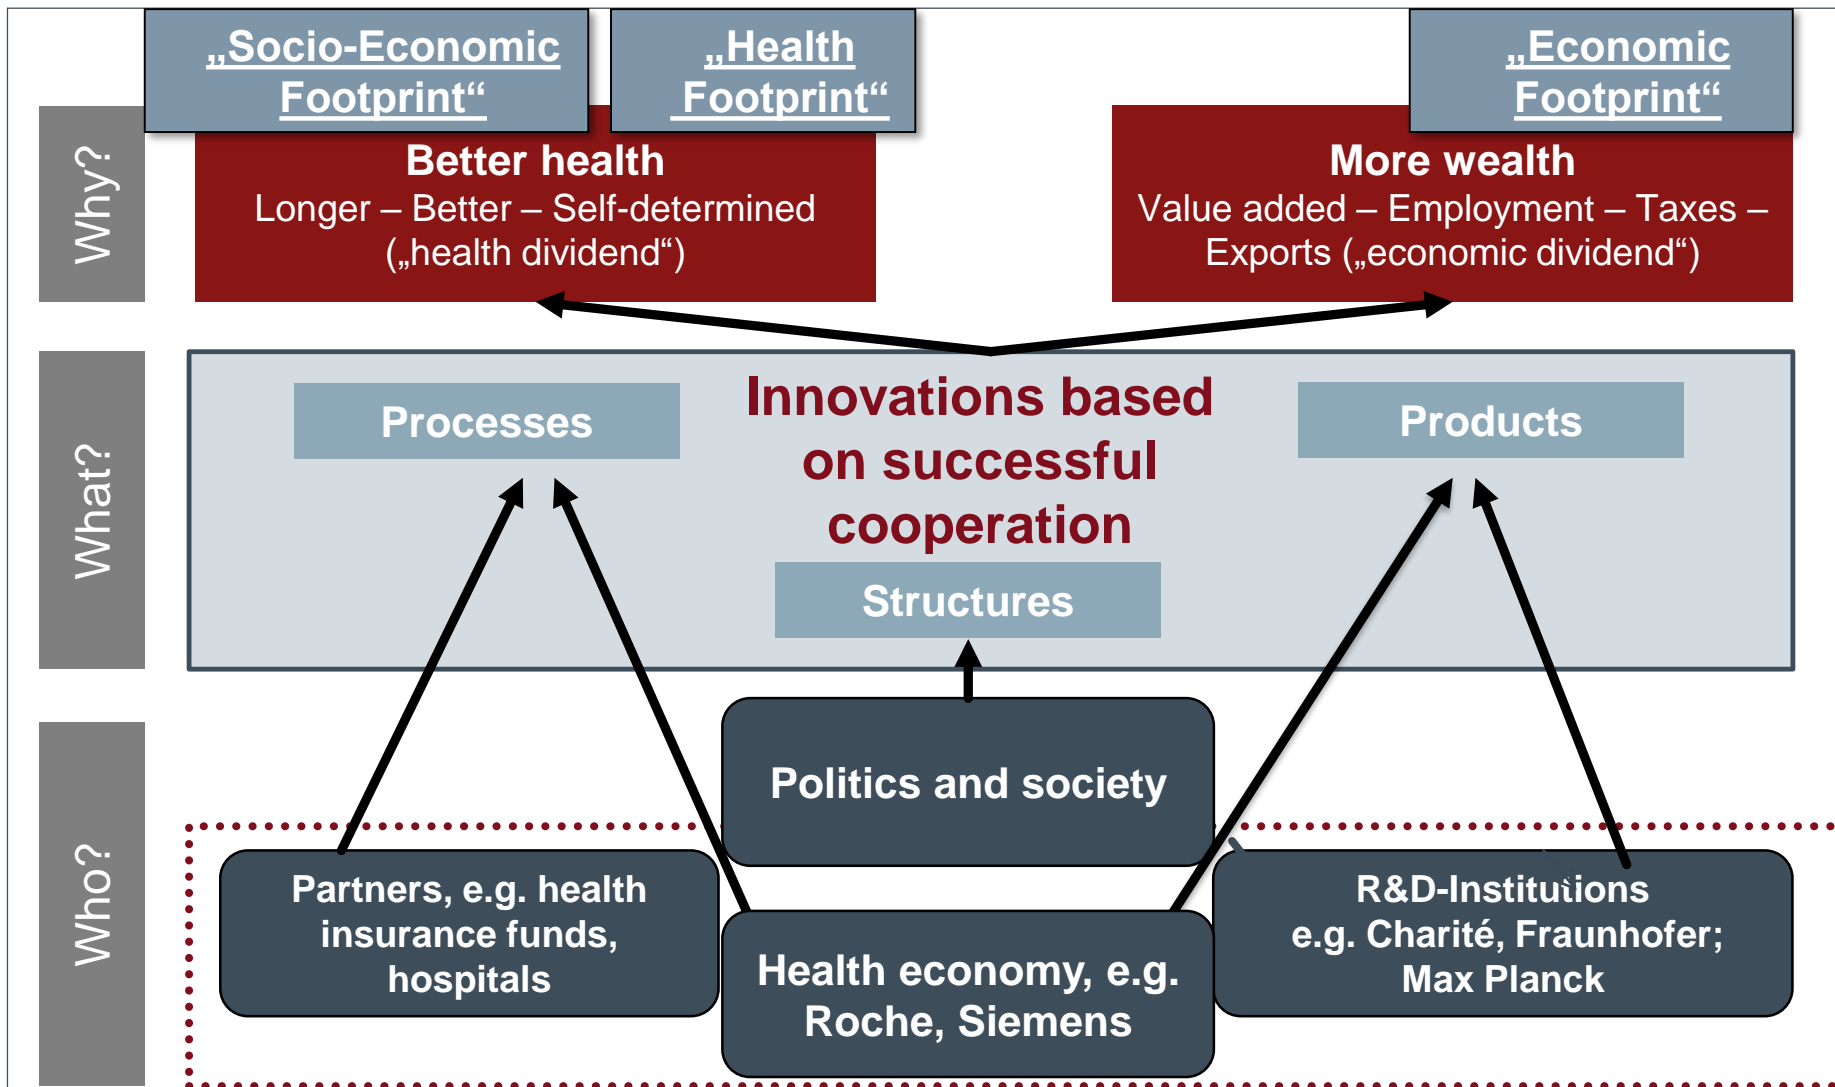 „Socio-Economic
Footprint“
„Health
Footprint“
„Economic
Footprint“
Why?
Better health
Longer – Better – Self-determined
(„health dividend“)
More wealth
Value added – Employment – Taxes –
Exports („economic dividend“)
What?
Processes
Innovations based
on successful
cooperation
Products
Structures
Who?
Politics and society
Partners, e.g. health
insurance funds,
hospitals
Health economy, e.g.
Roche, Siemens
R&D-Institutions
e.g. Charité, Fraunhofer;
Max Planck